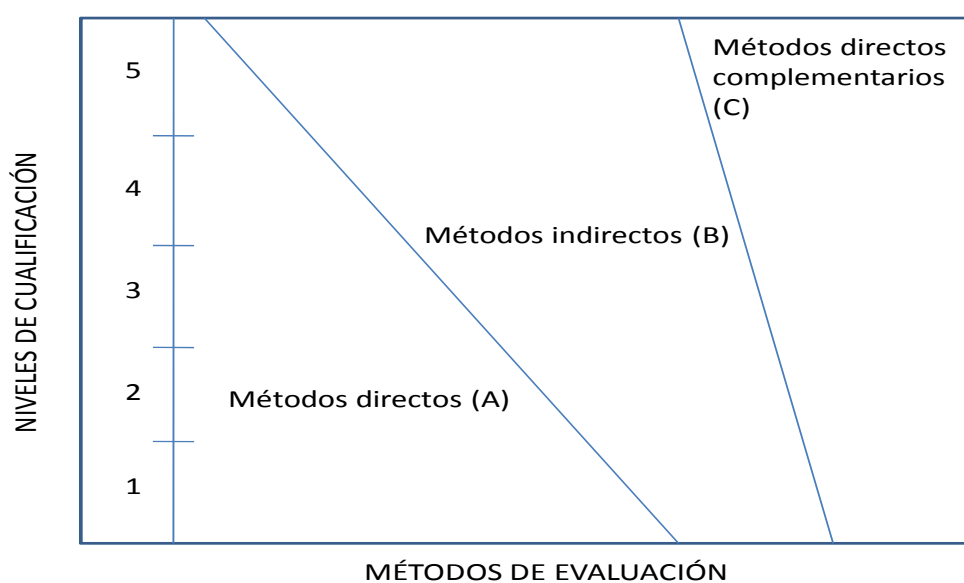 Métodos directos
complementarios
(C)
5
4
Métodos indirectos (B)
3
2
Métodos directos (A)
1
NIVELES DE CUALIFICACIÓN
MÉTODOS DE EVALUACIÓN